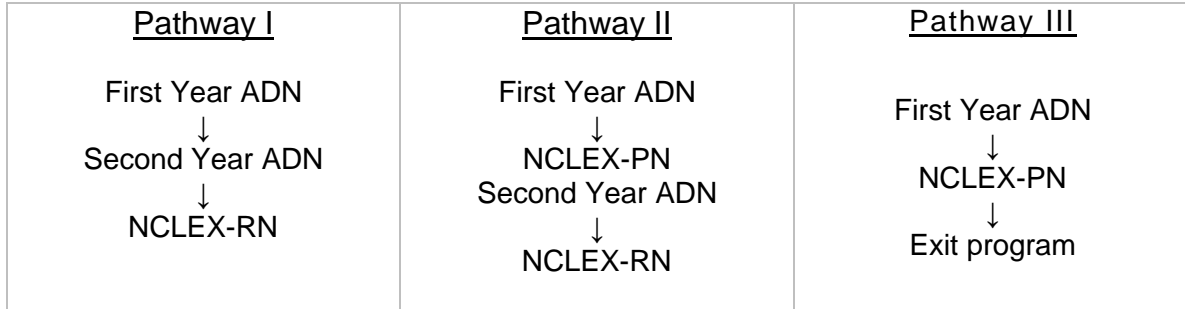 Pathway I
First Year ADN
↓
Second Year ADN
↓
NCLEX-RN
Pathway II
First Year ADN
↓
NCLEX-PN
Second Year ADN
↓
NCLEX-RN
Pathway III
First Year ADN
↓
NCLEX-PN
↓
Exit program